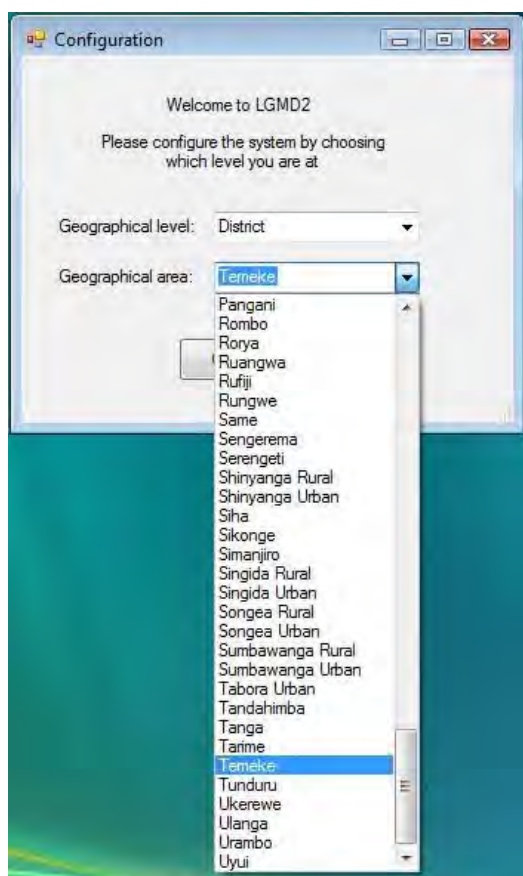 Configuration
Welcome to LGMD2
Please configure the system by choosing
which level you are at
Geographical level: District
Geographical area: Temeke
Pangani
Rombo
Rorya
Ruangwa
Rufiji
Rungwe
Same
Sengerema
Serengeti
Shinyanga Rural
Shinyanga Urban
Siha
Sikonge
Simanjiro
Singida Rural
Singida Urban
Songea Rural
Songea Urban
Sumbawanga Rural
Sumbawanga Urban
Tabora Urban
Tandahimba
Tanga
Tarime
Temeke
Tunduru
Ukerewe
Ulanga
Urambo
Uyui